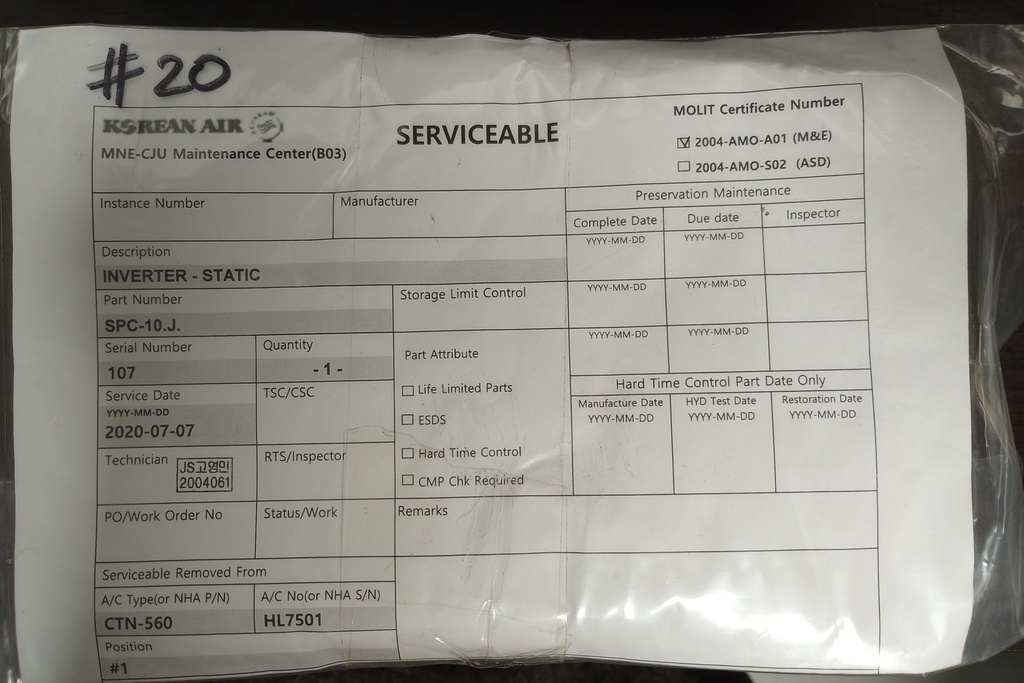 #20
KOREAN AIR
MNE-CJU Maintenance Center(B03)
SERVICEABLE
MOLIT Certificate Number
☑ 2004-AMO-A01 (M&E)
☐ 2004-AMO-S02 (ASD)
Instance Number
Manufacturer
Preservation Maintenance
Complete Date Due date Inspector
YYYY-MM-DD YYYY-MM-DD
Description
INVERTER - STATIC
Part Number
SPC-10.J.
Storage Limit Control
YYYY-MM-DD YYYY-MM-DD
Serial Number
107
Quantity
- 1 -
YYYY-MM-DD YYYY-MM-DD
Part Attribute
☐ Life Limited Parts
☐ ESDS
☐ Hard Time Control
☐ CMP Chk Required
Hard Time Control Part Date Only
Manufacture Date HYD Test Date Restoration Date
YYYY-MM-DD YYYY-MM-DD YYYY-MM-DD
Service Date
YYYY-MM-DD
2020-07-07
TSC/CSC
Technician
JS고영민
2004061
RTS/Inspector
PO/Work Order No
Status/Work
Remarks
Serviceable Removed From
A/C Type(or NHA P/N)
CTN-560
A/C No(or NHA S/N)
HL7501
Position
#1